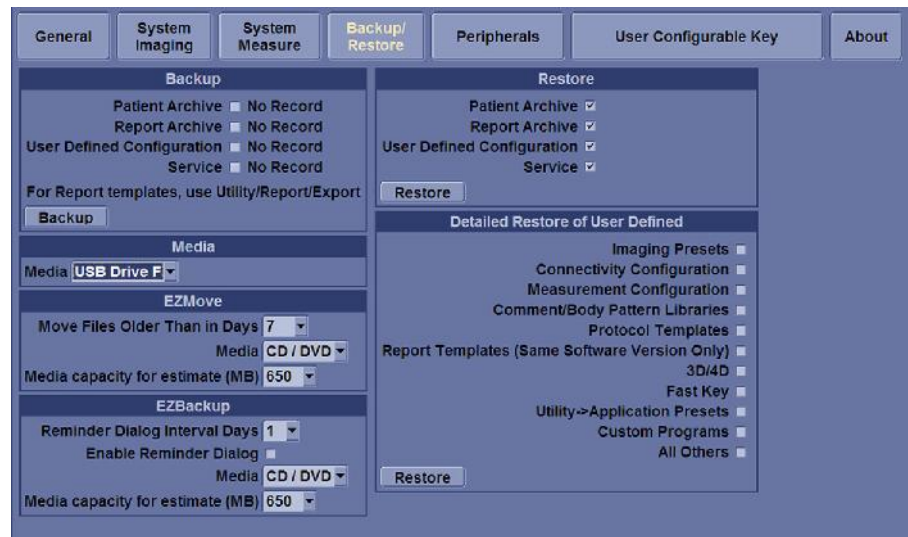 General
System Imaging
System Measure
Backup/ Restore
Peripherals
User Configurable Key
About
Backup
Patient Archive No Record
Report Archive No Record
User Defined Configuration No Record
Service No Record
For Report templates, use Utility/Report/Export
Backup
Media
Media USB Drive F
EZMove
Move Files Older Than in Days 7
Media CD / DVD
Media capacity for estimate (MB) 650
EZBackup
Reminder Dialog Interval Days 1
Enable Reminder Dialog
Media CD / DVD
Media capacity for estimate (MB) 650
Restore
Patient Archive
Report Archive
User Defined Configuration
Service
Restore
Detailed Restore of User Defined
Imaging Presets
Connectivity Configuration
Measurement Configuration
Comment/Body Pattern Libraries
Protocol Templates
Report Templates (Same Software Version Only)
3D/4D
Fast Key
Utility->Application Presets
Custom Programs
All Others
Restore